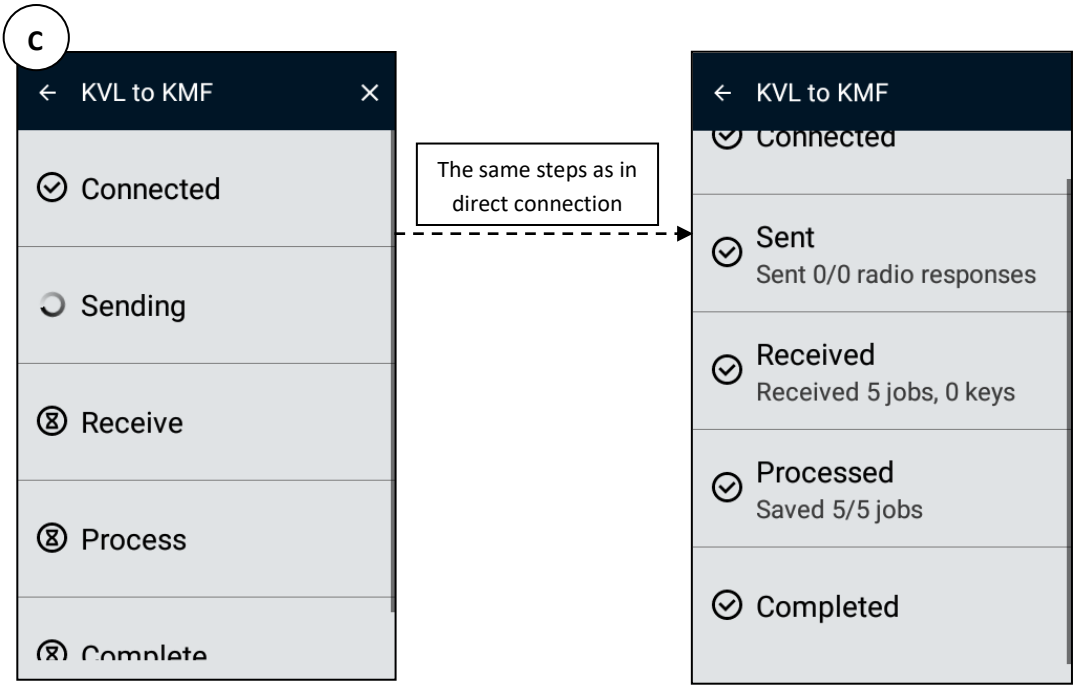 C
KVL to KMF
Connected
Sending
Receive
Process
Complete
The same steps as in
direct connection
KVL to KMF
Connected
Sent
Sent 0/0 radio responses
Received
Received 5 jobs, 0 keys
Processed
Saved 5/5 jobs
Completed